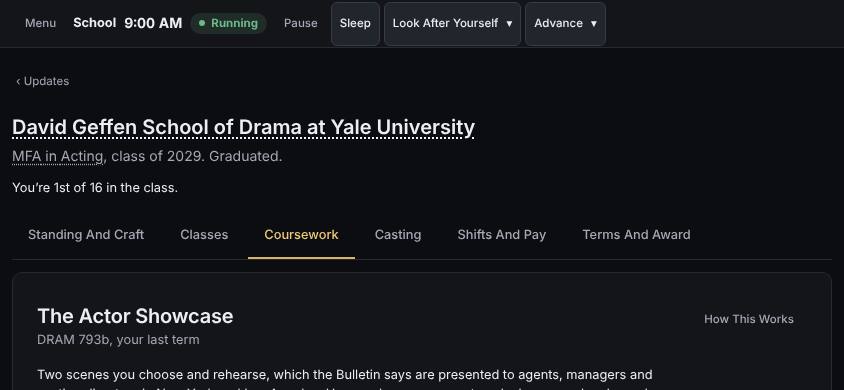 Menu School 9:00 AM Running Pause Sleep Look After Yourself ▾ Advance ▾
‹ Updates
David Geffen School of Drama at Yale University
MFA in Acting, class of 2029. Graduated.
You're 1st of 16 in the class.
Standing And Craft Classes Coursework Casting Shifts And Pay Terms And Award
The Actor Showcase
How This Works
DRAM 793b, your last term
Two scenes you choose and rehearse, which the Bulletin says are presented to agents, managers and